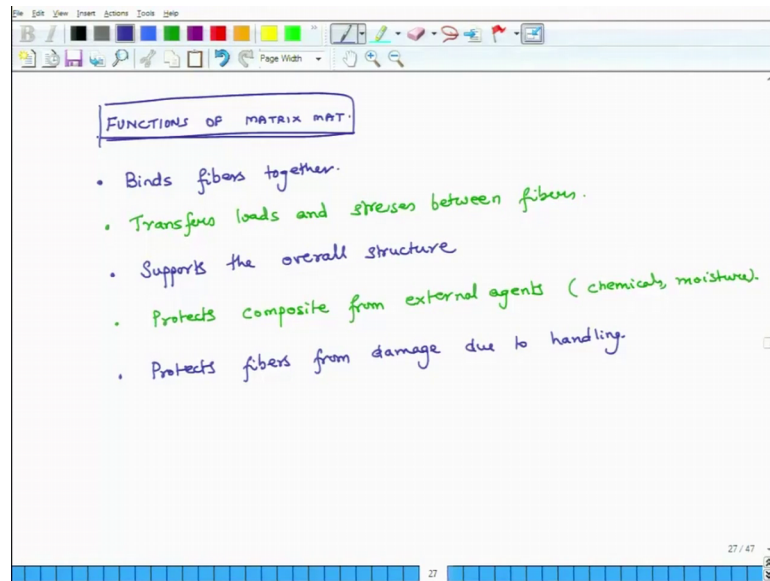 File Edit View Insert Actions Tools Help
B I
Page Width
FUNCTIONS OF MATRIX MAT.
• Binds fibers together.
• Transfers loads and stresses between fibers.
• Supports the overall structure
• Protects composite from external agents (chemicals, moisture).
• Protects fibers from damage due to handling.
27 / 47
27